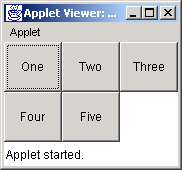 Applet Viewer: ...
Applet
One Two Three
Four Five
Applet started.